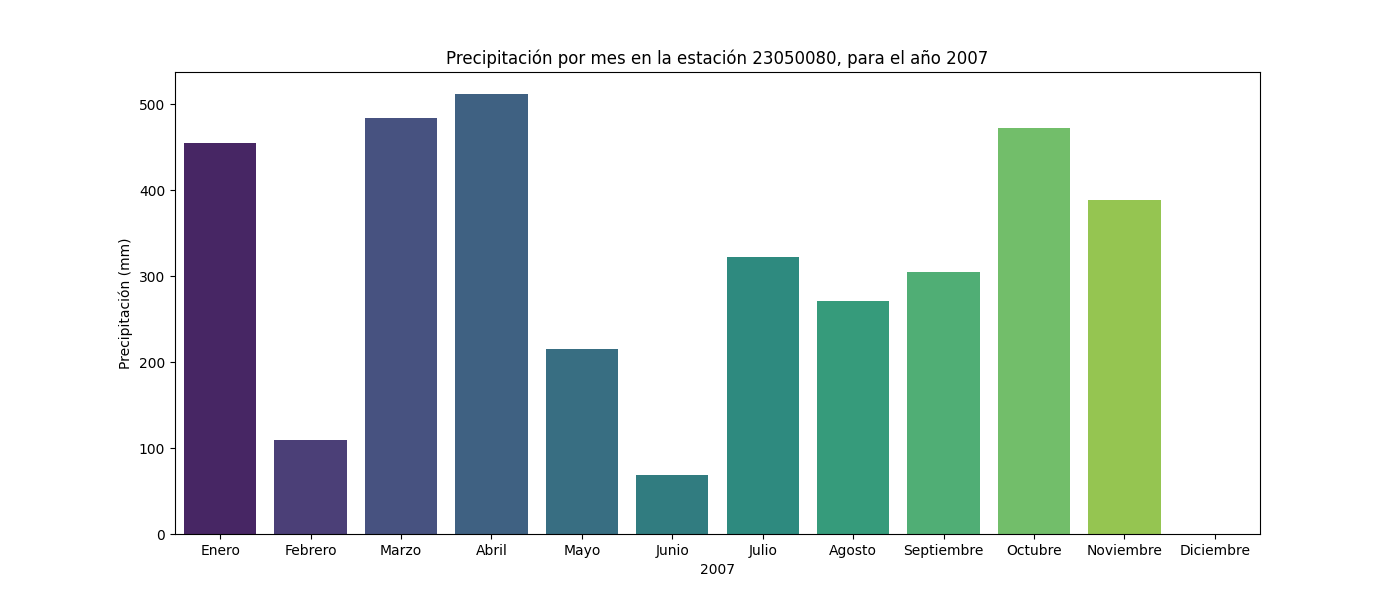 Precipitación por mes en la estación 23050080, para el año 2007
Precipitación (mm)
500
400
300
200
100
0
Enero Febrero Marzo Abril Mayo Junio Julio Agosto Septiembre Octubre Noviembre Diciembre
2007